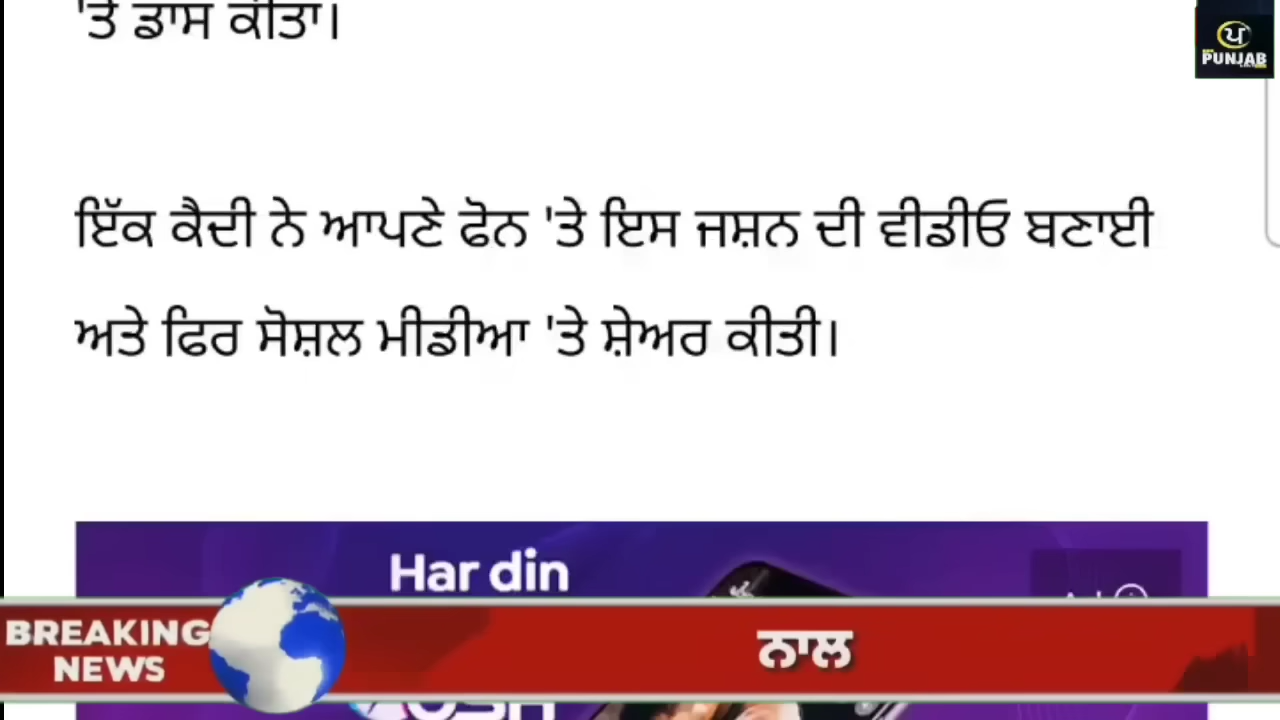 'ਤੇ ਡਾਂਸ ਕੀਤਾ।
ਪ
PUNJAB
ਇੱਕ ਕੈਦੀ ਨੇ ਆਪਣੇ ਫੋਨ 'ਤੇ ਇਸ ਜਸ਼ਨ ਦੀ ਵੀਡੀਓ ਬਣਾਈ
ਅਤੇ ਫਿਰ ਸੋਸ਼ਲ ਮੀਡੀਆ 'ਤੇ ਸ਼ੇਅਰ ਕੀਤੀ।
Har din
BREAKING
NEWS
ਨਾਲ